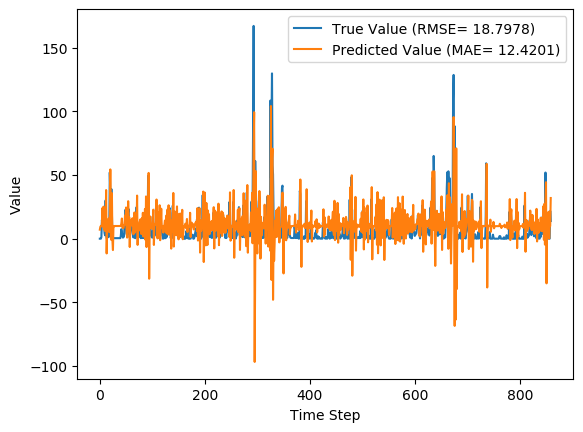 True Value (RMSE= 18.7978)
Predicted Value (MAE= 12.4201)
150
100
50
0
−50
−100
Value
0 200 400 600 800
Time Step